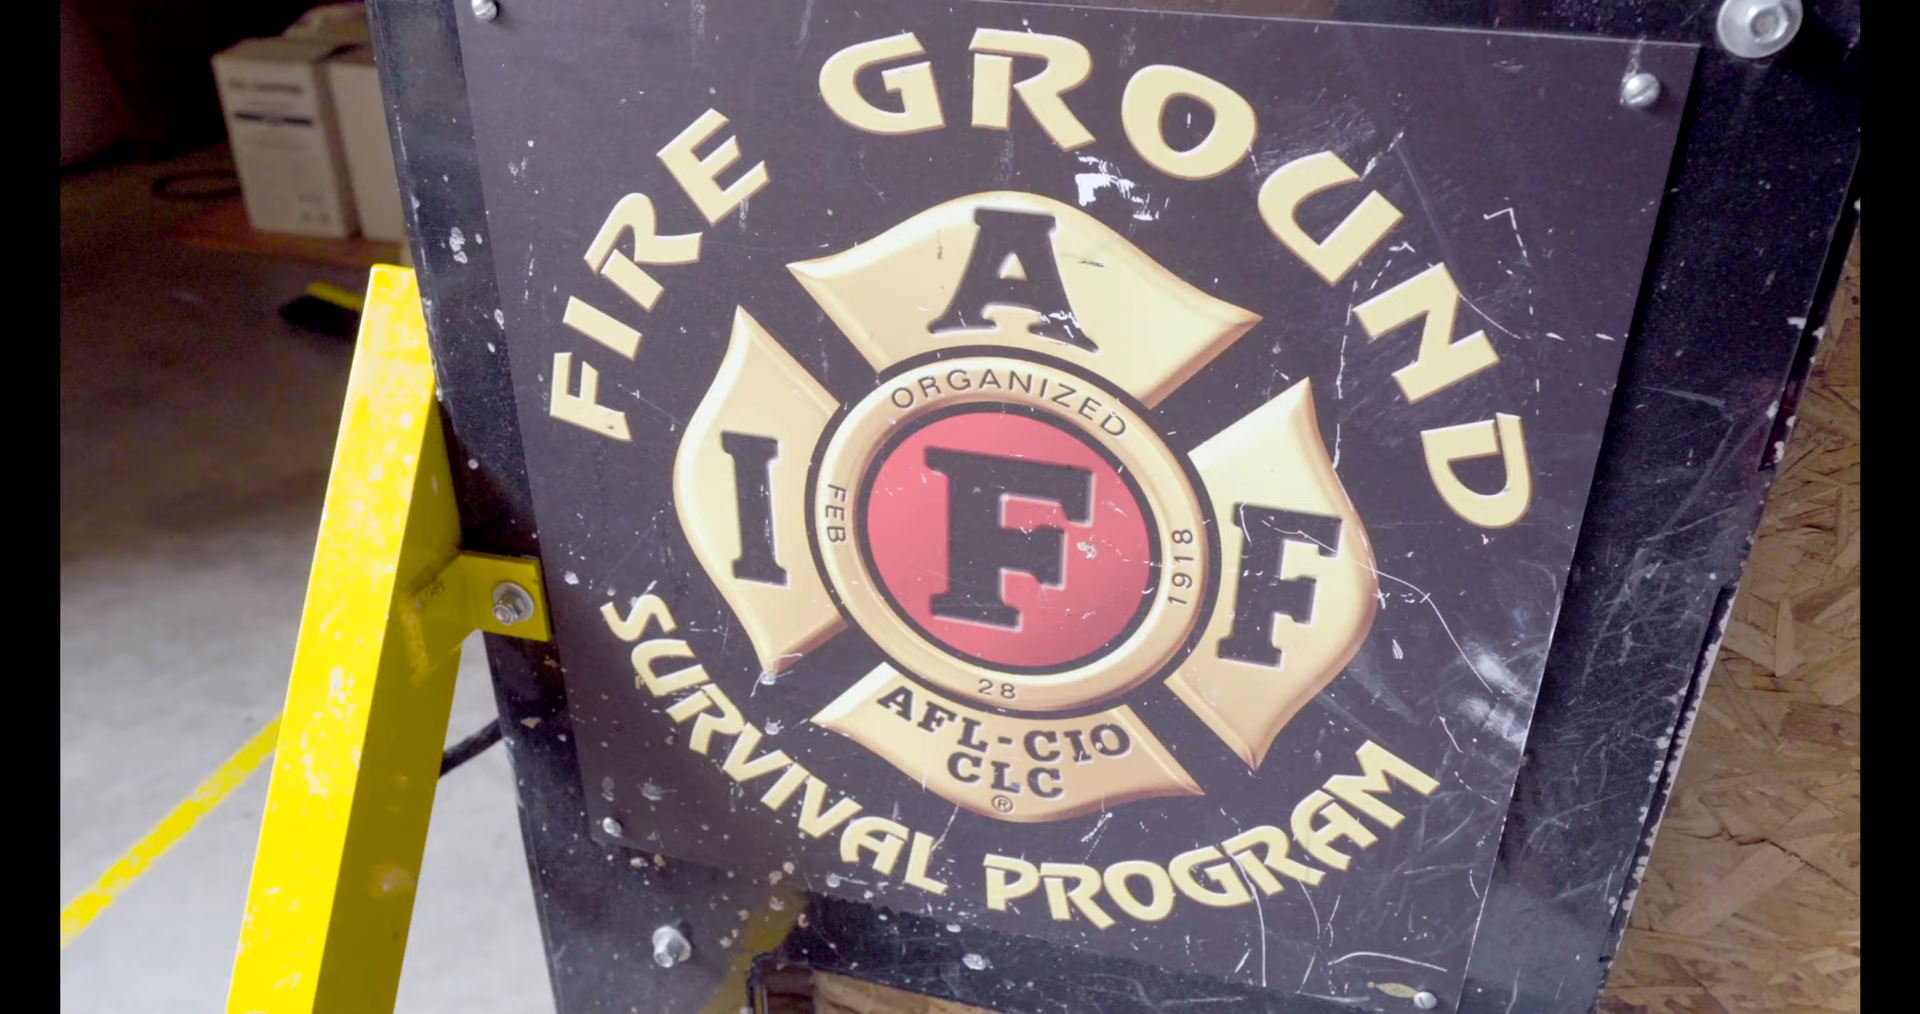 FIRE GROUND
A
I F F
ORGANIZED
FEB 1918
28
AFL-CIO
CLC
®
SURVIVAL PROGRAM